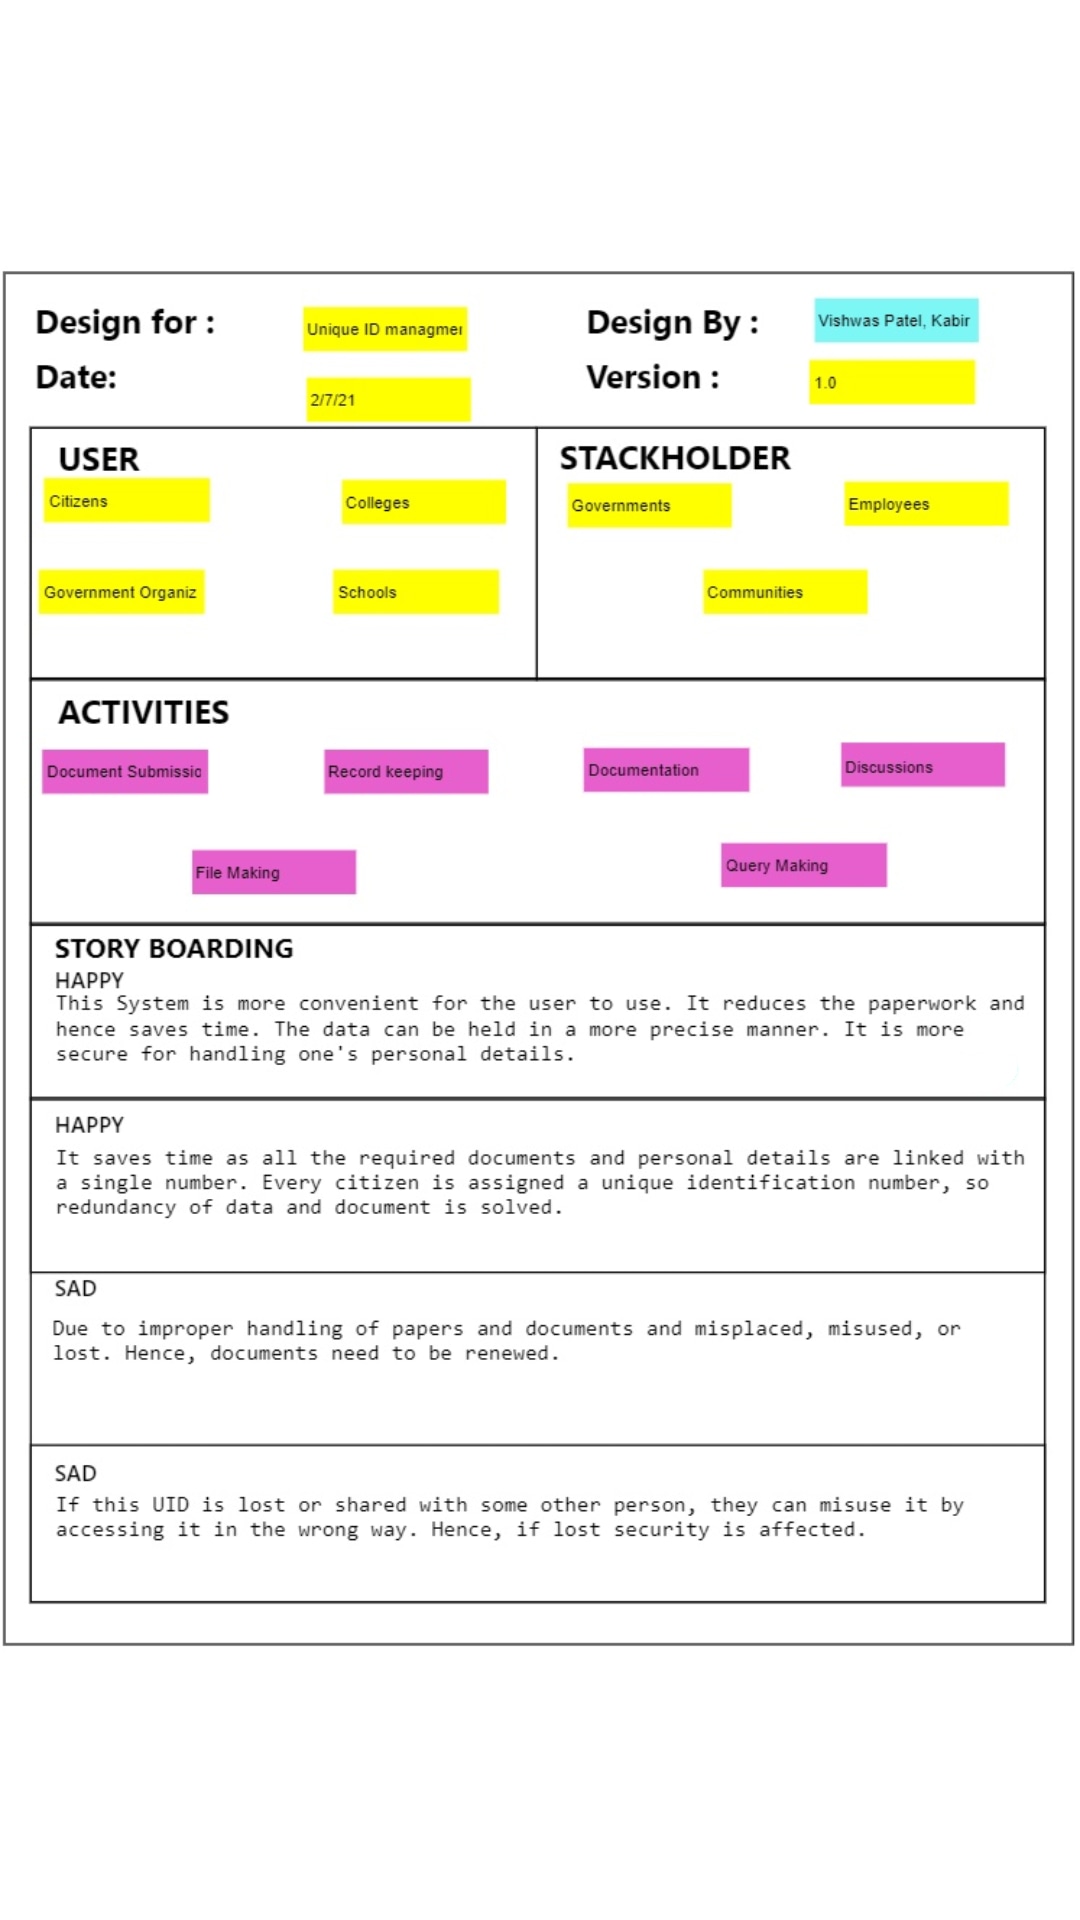 Design for :
Unique ID managmer
Design By :
Vishwas Patel, Kabir
Date:
2/7/21
Version :
1.0
USER
Citizens
Colleges
Government Organiz
Schools
STACKHOLDER
Governments
Employees
Communities
ACTIVITIES
Document Submissio
Record keeping
Documentation
Discussions
File Making
Query Making
STORY BOARDING
HAPPY
This System is more convenient for the user to use. It reduces the paperwork and
hence saves time. The data can be held in a more precise manner. It is more
secure for handling one's personal details.
HAPPY
It saves time as all the required documents and personal details are linked with
a single number. Every citizen is assigned a unique identification number, so
redundancy of data and document is solved.
SAD
Due to improper handling of papers and documents and misplaced, misused, or
lost. Hence, documents need to be renewed.
SAD
If this UID is lost or shared with some other person, they can misuse it by
accessing it in the wrong way. Hence, if lost security is affected.